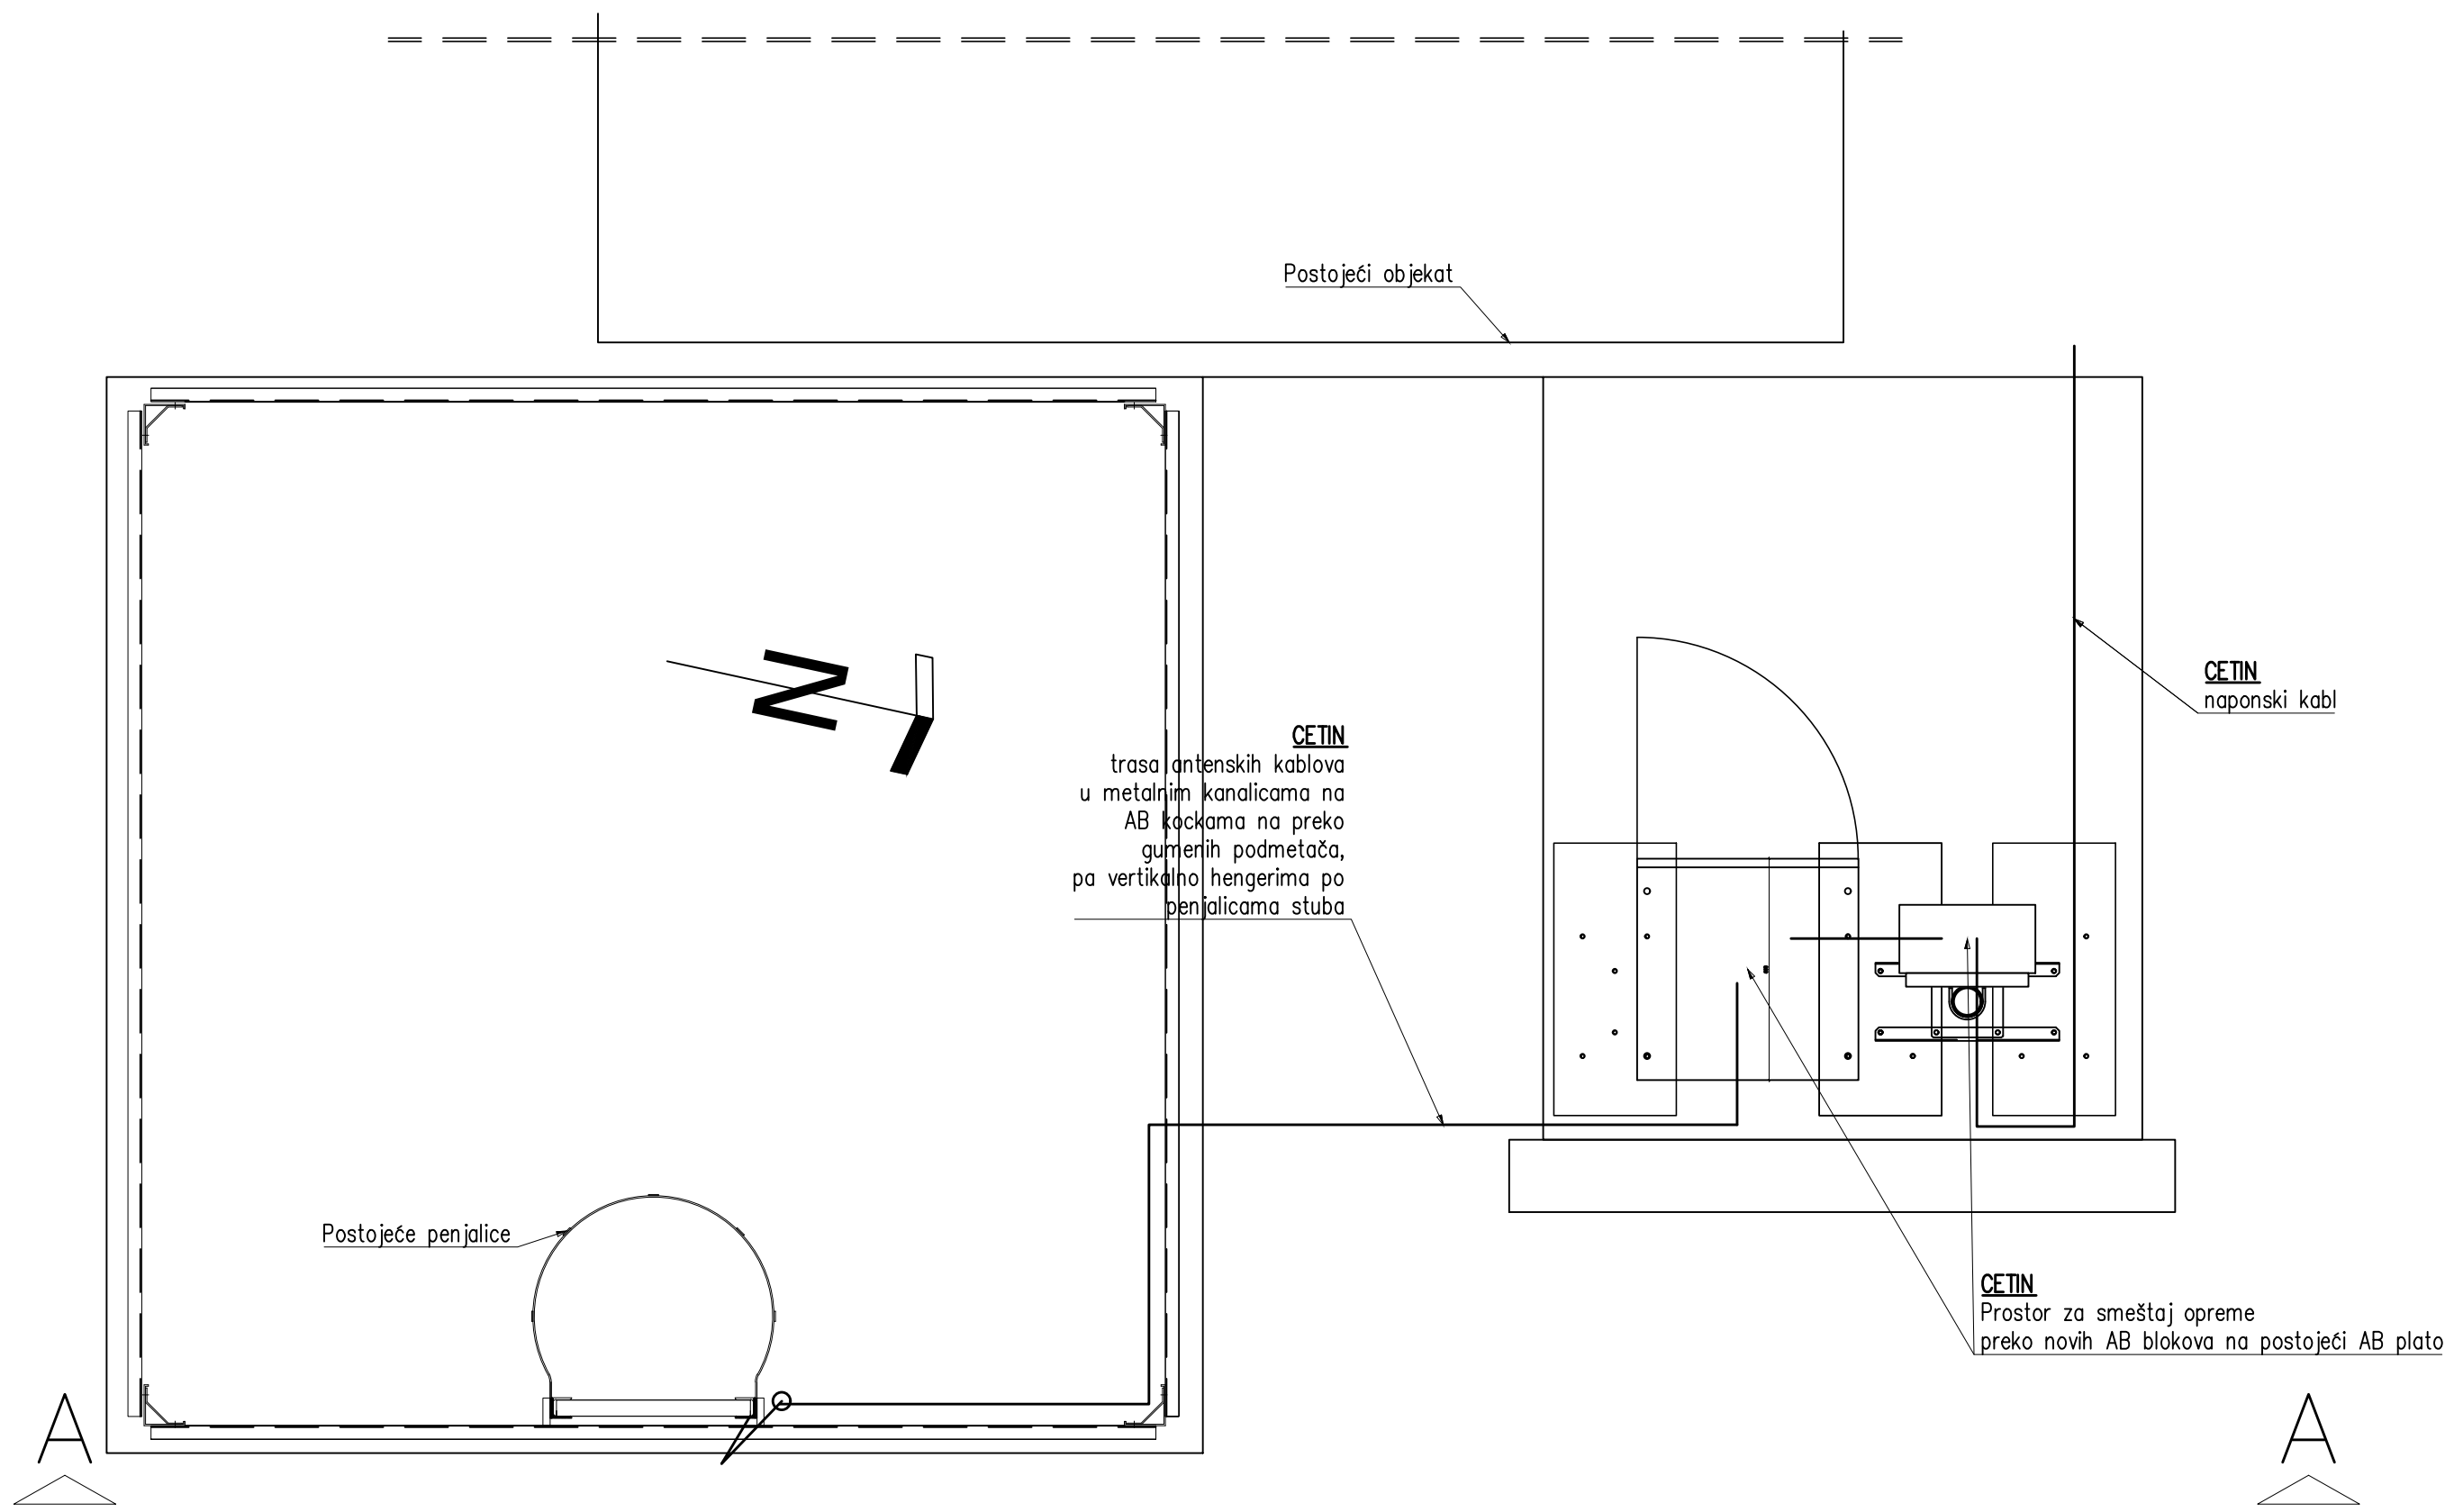 Postojeći objekat
N
CETIN
naponski kabl
CETIN
trasa antenskih kablova
u metalnim kanalicama na
AB kockama na preko
gumenih podmetača,
pa vertikalno hengerima po
penjalicama stuba
Postojeće penjalice
CETIN
Prostor za smeštaj opreme
preko novih AB blokova na postojeći AB plato
A
A